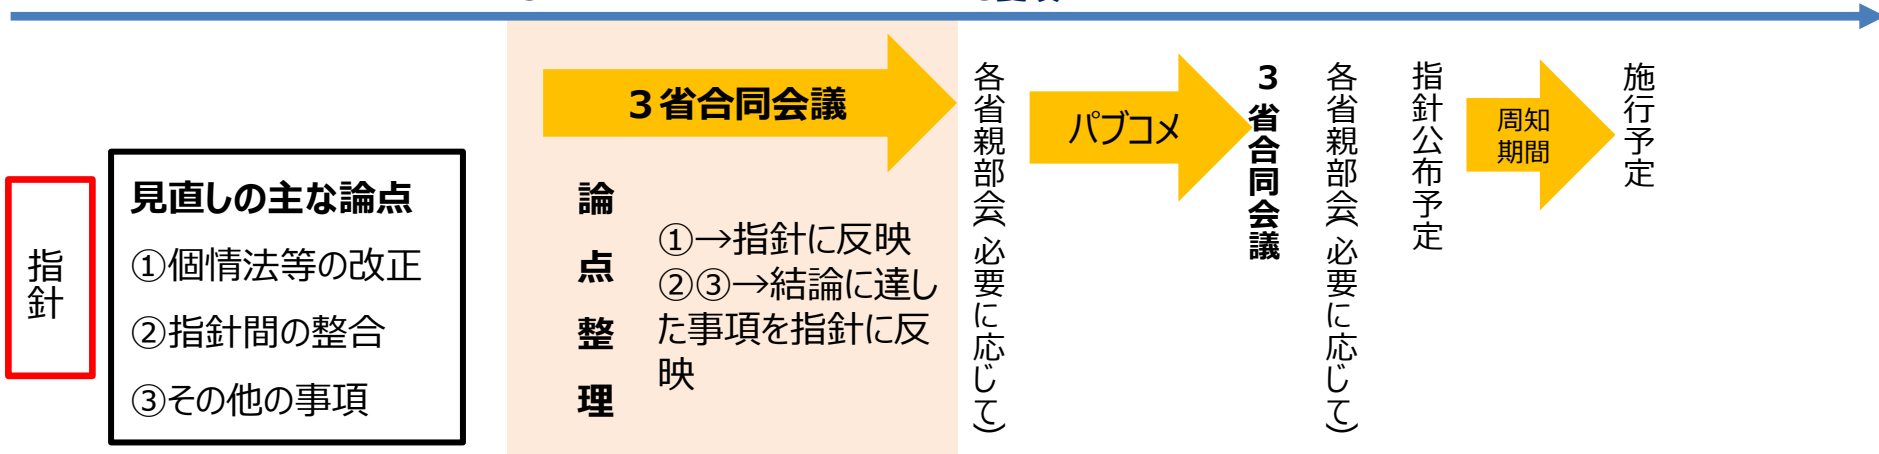 指針
見直しの主な論点
①個情法等の改正
②指針間の整合
③その他の事項
３省合同会議
論点整理
①→指針に反映
②③→結論に達し
た事項を指針に反
映
各省親部会（必要に応じて）
パブコメ
３省合同会議
各省親部会（必要に応じて）
指針公布予定
周知
期間
施行予定